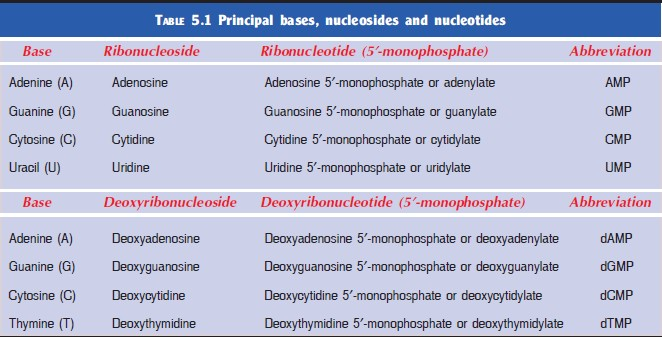 TABLE 5.1 Principal bases, nucleosides and nucleotides
Base Ribonucleoside Ribonucleotide (5′-monophosphate) Abbreviation
Adenine (A) Adenosine Adenosine 5′-monophosphate or adenylate AMP
Guanine (G) Guanosine Guanosine 5′-monophosphate or guanylate GMP
Cytosine (C) Cytidine Cytidine 5′-monophosphate or cytidylate CMP
Uracil (U) Uridine Uridine 5′-monophosphate or uridylate UMP
Base Deoxyribonucleoside Deoxyribonucleotide (5′-monophosphate) Abbreviation
Adenine (A) Deoxyadenosine Deoxyadenosine 5′-monophosphate or deoxyadenylate dAMP
Guanine (G) Deoxyguanosine Deoxyguanosine 5′-monophosphate or deoxyguanylate dGMP
Cytosine (C) Deoxycytidine Deoxycytidine 5′-monophosphate or deoxycytidylate dCMP
Thymine (T) Deoxythymidine Deoxythymidine 5′-monophosphate or deoxythymidylate dTMP